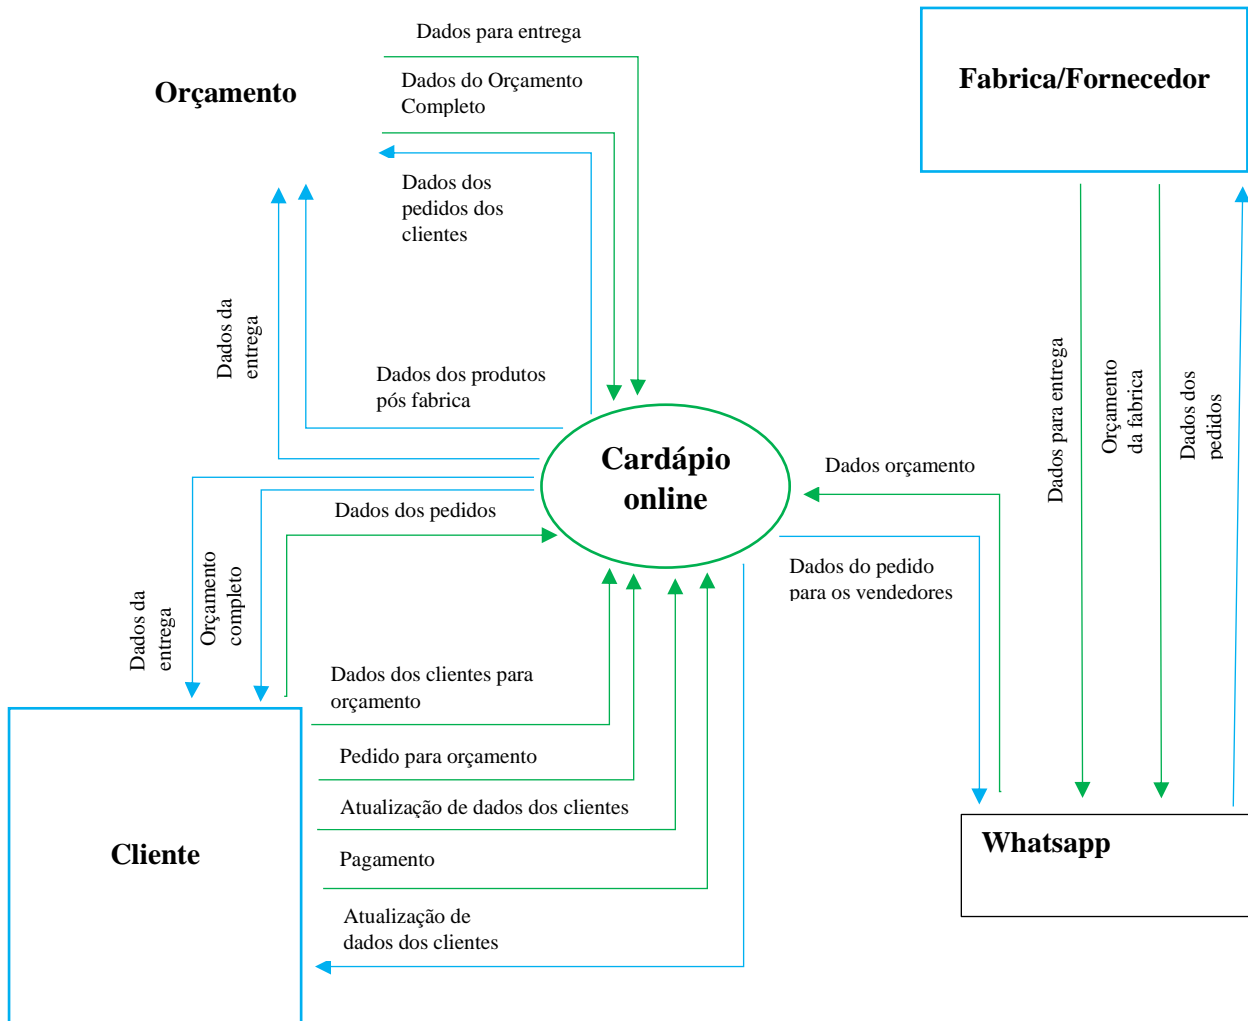 Dados para entrega
Orçamento
Dados do Orçamento
Completo
Fabrica/Fornecedor
Dados dos
pedidos dos
clientes
Dados da
entrega
Dados dos produtos
pós fabrica
Dados para entrega
Orçamento
da fabrica
Dados dos
pedidos
Cardápio
online
Dados orçamento
Dados dos pedidos
Dados do pedido
para os vendedores
Dados da
entrega
Orçamento
completo
Dados dos clientes para
orçamento
Pedido para orçamento
Atualização de dados dos clientes
Pagamento
Atualização de
dados dos clientes
Cliente
Whatsapp